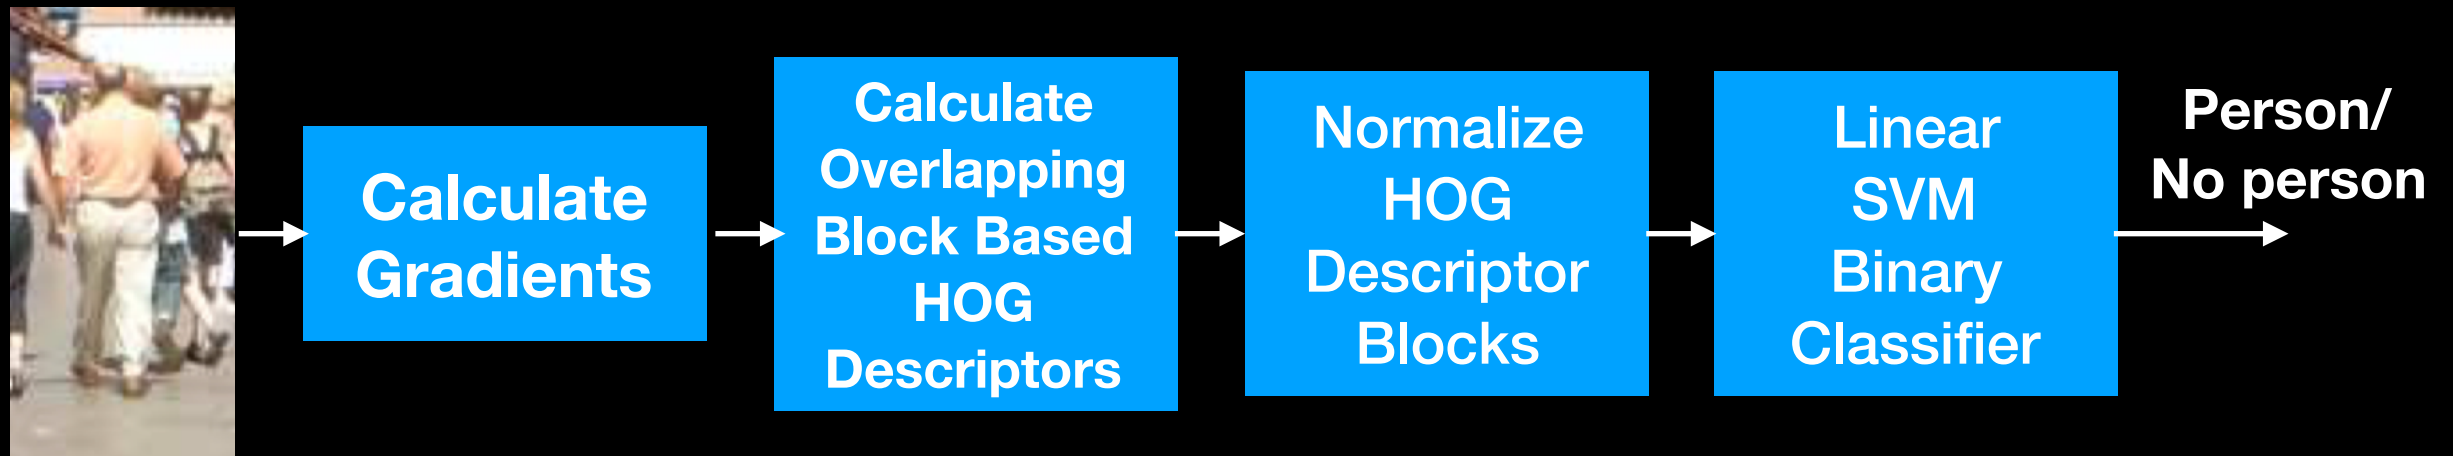 Calculate
Gradients
Calculate
Overlapping
Block Based
HOG
Descriptors
Normalize
HOG
Descriptor
Blocks
Linear
SVM
Binary
Classifier
Person/
No person